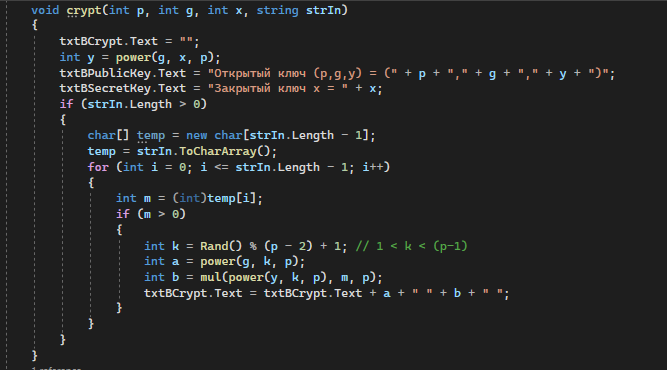 void crypt(int p, int g, int x, string strIn)
{
txtBCrypt.Text = "";
int y = power(g, x, p);
txtBPublicKey.Text = "Открытый ключ (p,g,y) = (" + p + "," + g + "," + y + ")";
txtBSecretKey.Text = "Закрытый ключ x = " + x;
if (strIn.Length > 0)
{
char[] temp = new char[strIn.Length - 1];
temp = strIn.ToCharArray();
for (int i = 0; i <= strIn.Length - 1; i++)
{
int m = (int)temp[i];
if (m > 0)
{
int k = Rand() % (p - 2) + 1; // 1 < k < (p-1)
int a = power(g, k, p);
int b = mul(power(y, k, p), m, p);
txtBCrypt.Text = txtBCrypt.Text + a + " " + b + " ";
}
}
}
}